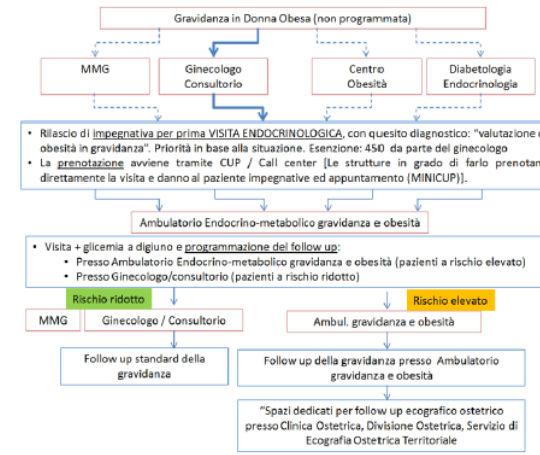 Gravidanza in Donna Obesa (non programmata)
MMG
Ginecologo
Consultorio
Centro
Obesità
Diabetologia
Endocrinologia
• Rilascio di impegnativa per prima VISITA ENDOCRINOLOGICA, con quesito diagnostico: “valutazione di
obesità in gravidanza”. Priorità in base alla situazione. Esenzione: 450 da parte del ginecologo
• La prenotazione avviene tramite CUP / Call center [Le strutture in grado di farlo prenotano
direttamente la visita e danno al paziente impegnative ed appuntamento (MINICUP)].
Ambulatorio Endocrino-metabolico gravidanza e obesità
• Visita + glicemia a digiuno e programmazione del follow up:
• Presso Ambulatorio Endocrino-metabolico gravidanza e obesità (pazienti a rischio elevato)
• Presso Ginecologo/consultorio (pazienti a rischio ridotto)
Rischio ridotto
Rischio elevato
MMG
Ginecologo / Consultorio
Ambul. gravidanza e obesità
Follow up standard della
gravidanza
Follow up della gravidanza presso Ambulatorio
gravidanza e obesità
“Spazi dedicati per follow up ecografico ostetrico
presso Clinica Ostetrica, Divisione Ostetrica, Servizio di
Ecografia Ostetrica Territoriale